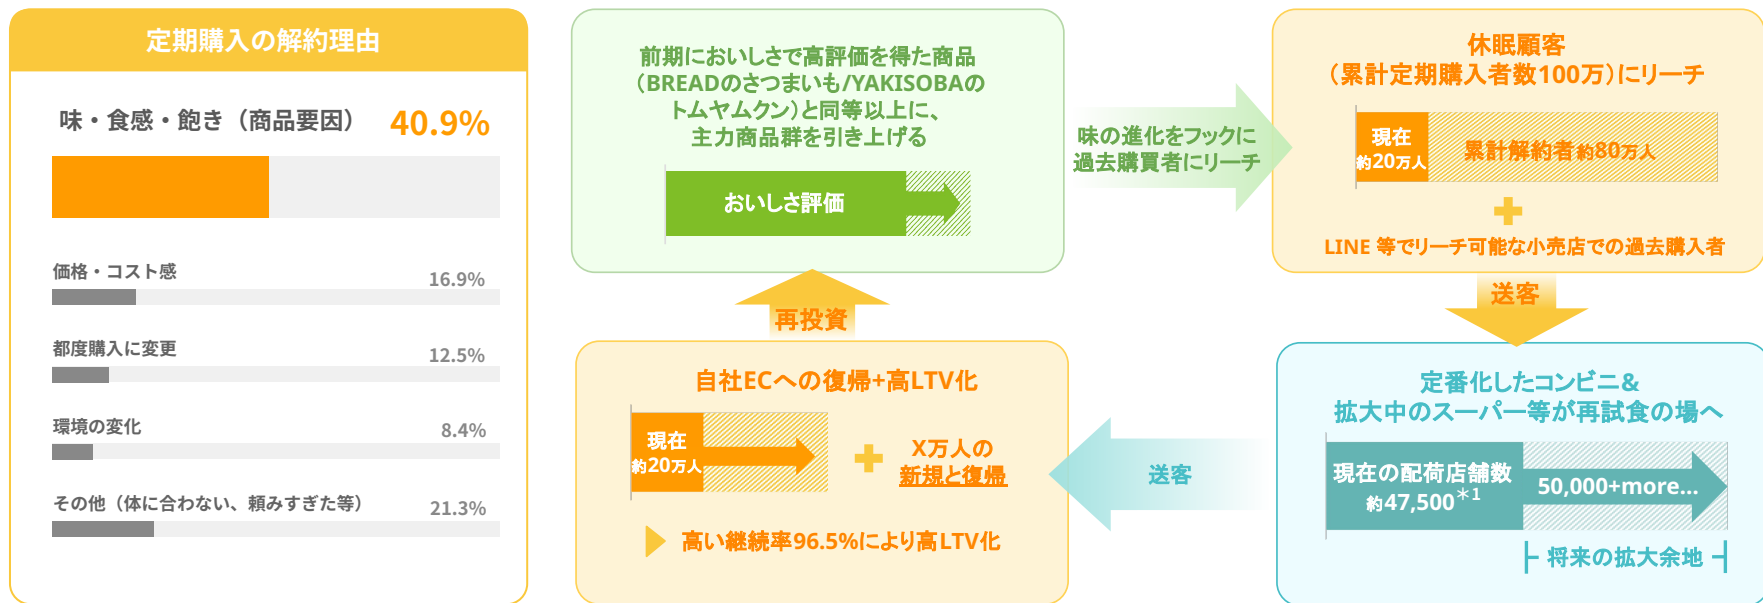 定期購入の解約理由
味・食感・飽き（商品要因） 40.9%
価格・コスト感 16.9%
都度購入に変更 12.5%
環境の変化 8.4%
その他（体に合わない、頼みすぎた等） 21.3%
前期においしさで高評価を得た商品
（BREADのさつまいも/YAKISOBAの
トムヤムクン）と同等以上に、
主力商品群を引き上げる
おいしさ評価
味の進化をフックに
過去購買者にリーチ
休眠顧客
（累計定期購入者数100万）にリーチ
現在
約20万人
累計解約者約80万人
LINE 等でリーチ可能な小売店での過去購入者
送客
定番化したコンビニ&
拡大中のスーパー等が再試食の場へ
現在の配荷店舗数
約47,500＊1
50,000+more...
将来の拡大余地
送客
自社ECへの復帰+高LTV化
現在
約20万人
X万人の
新規と復帰
高い継続率96.5%により高LTV化
再投資